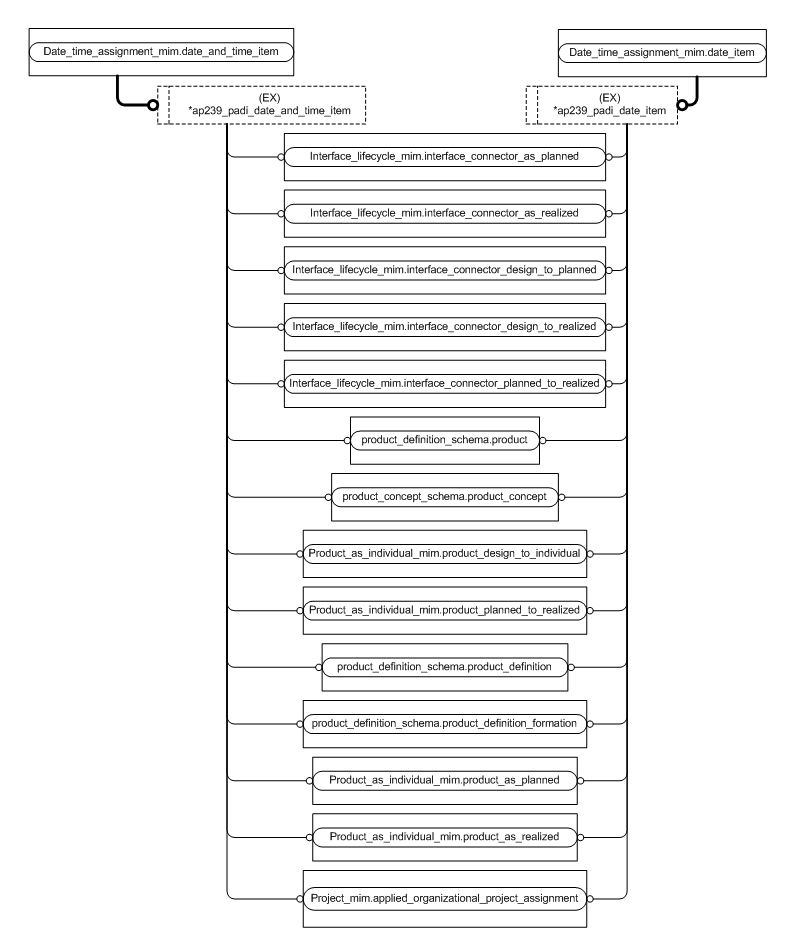 Date_time_assignment_mim.date_and_time_item
Date_time_assignment_mim.date_item
(EX)
*ap239_padi_date_and_time_item
(EX)
*ap239_padi_date_item
Interface_lifecycle_mim.interface_connector_as_planned
Interface_lifecycle_mim.interface_connector_as_realized
Interface_lifecycle_mim.interface_connector_design_to_planned
Interface_lifecycle_mim.interface_connector_design_to_realized
Interface_lifecycle_mim.interface_connector_planned_to_realized
product_definition_schema.product
product_concept_schema.product_concept
Product_as_individual_mim.product_design_to_individual
Product_as_individual_mim.product_planned_to_realized
product_definition_schema.product_definition
product_definition_schema.product_definition_formation
Product_as_individual_mim.product_as_planned
Product_as_individual_mim.product_as_realized
Project_mim.applied_organizational_project_assignment